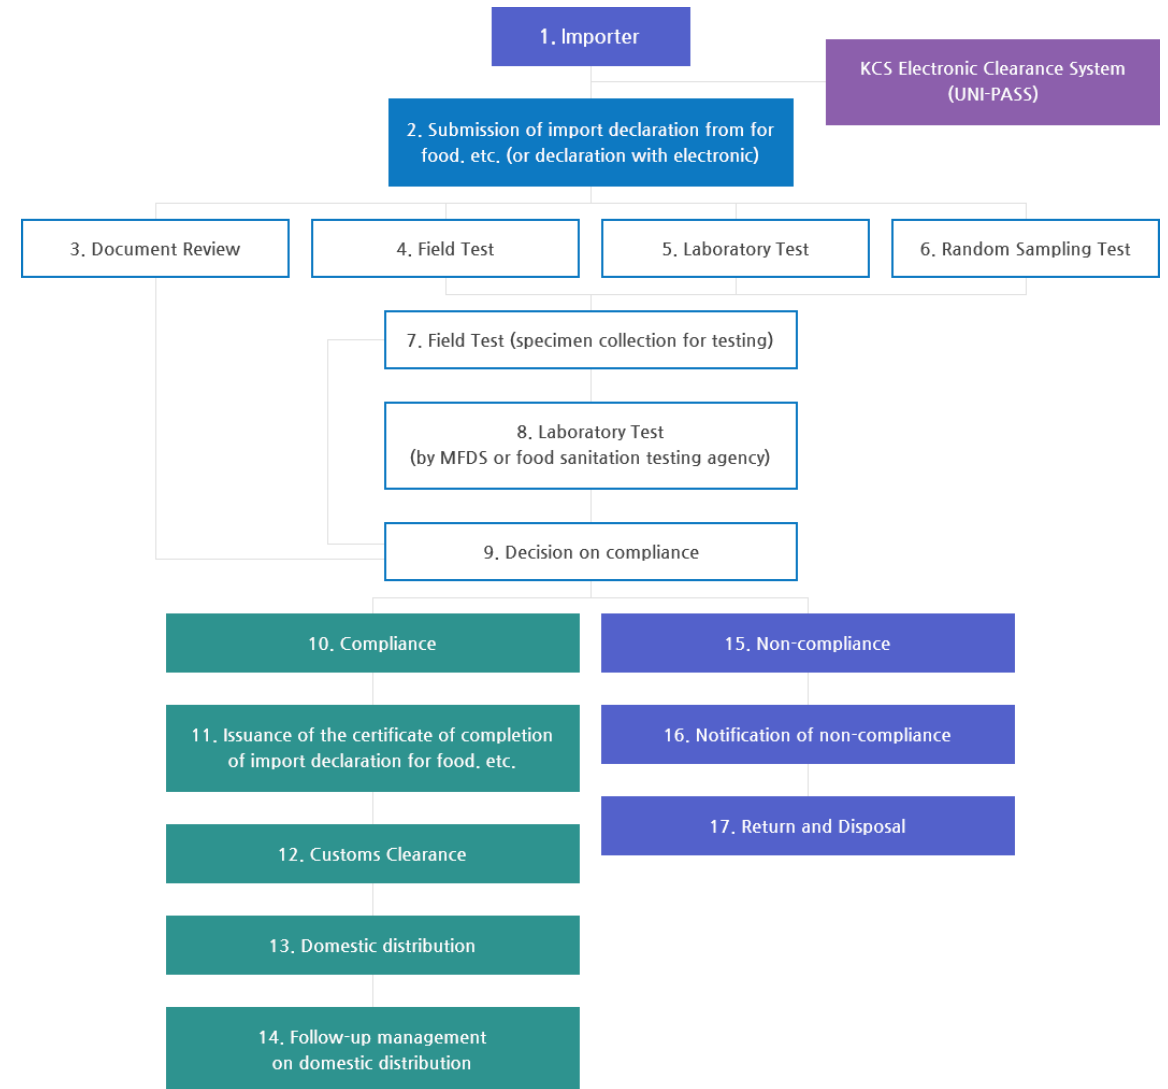 1. Importer
KCS Electronic Clearance System
(UNI-PASS)
2. Submission of import declaration from for
food. etc. (or declaration with electronic)
3. Document Review
4. Field Test
5. Laboratory Test
6. Random Sampling Test
7. Field Test (specimen collection for testing)
8. Laboratory Test
(by MFDS or food sanitation testing agency)
9. Decision on compliance
10. Compliance
15. Non-compliance
11. Issuance of the certificate of completion
of import declaration for food. etc.
16. Notification of non-compliance
17. Return and Disposal
12. Customs Clearance
13. Domestic distribution
14. Follow-up management
on domestic distribution